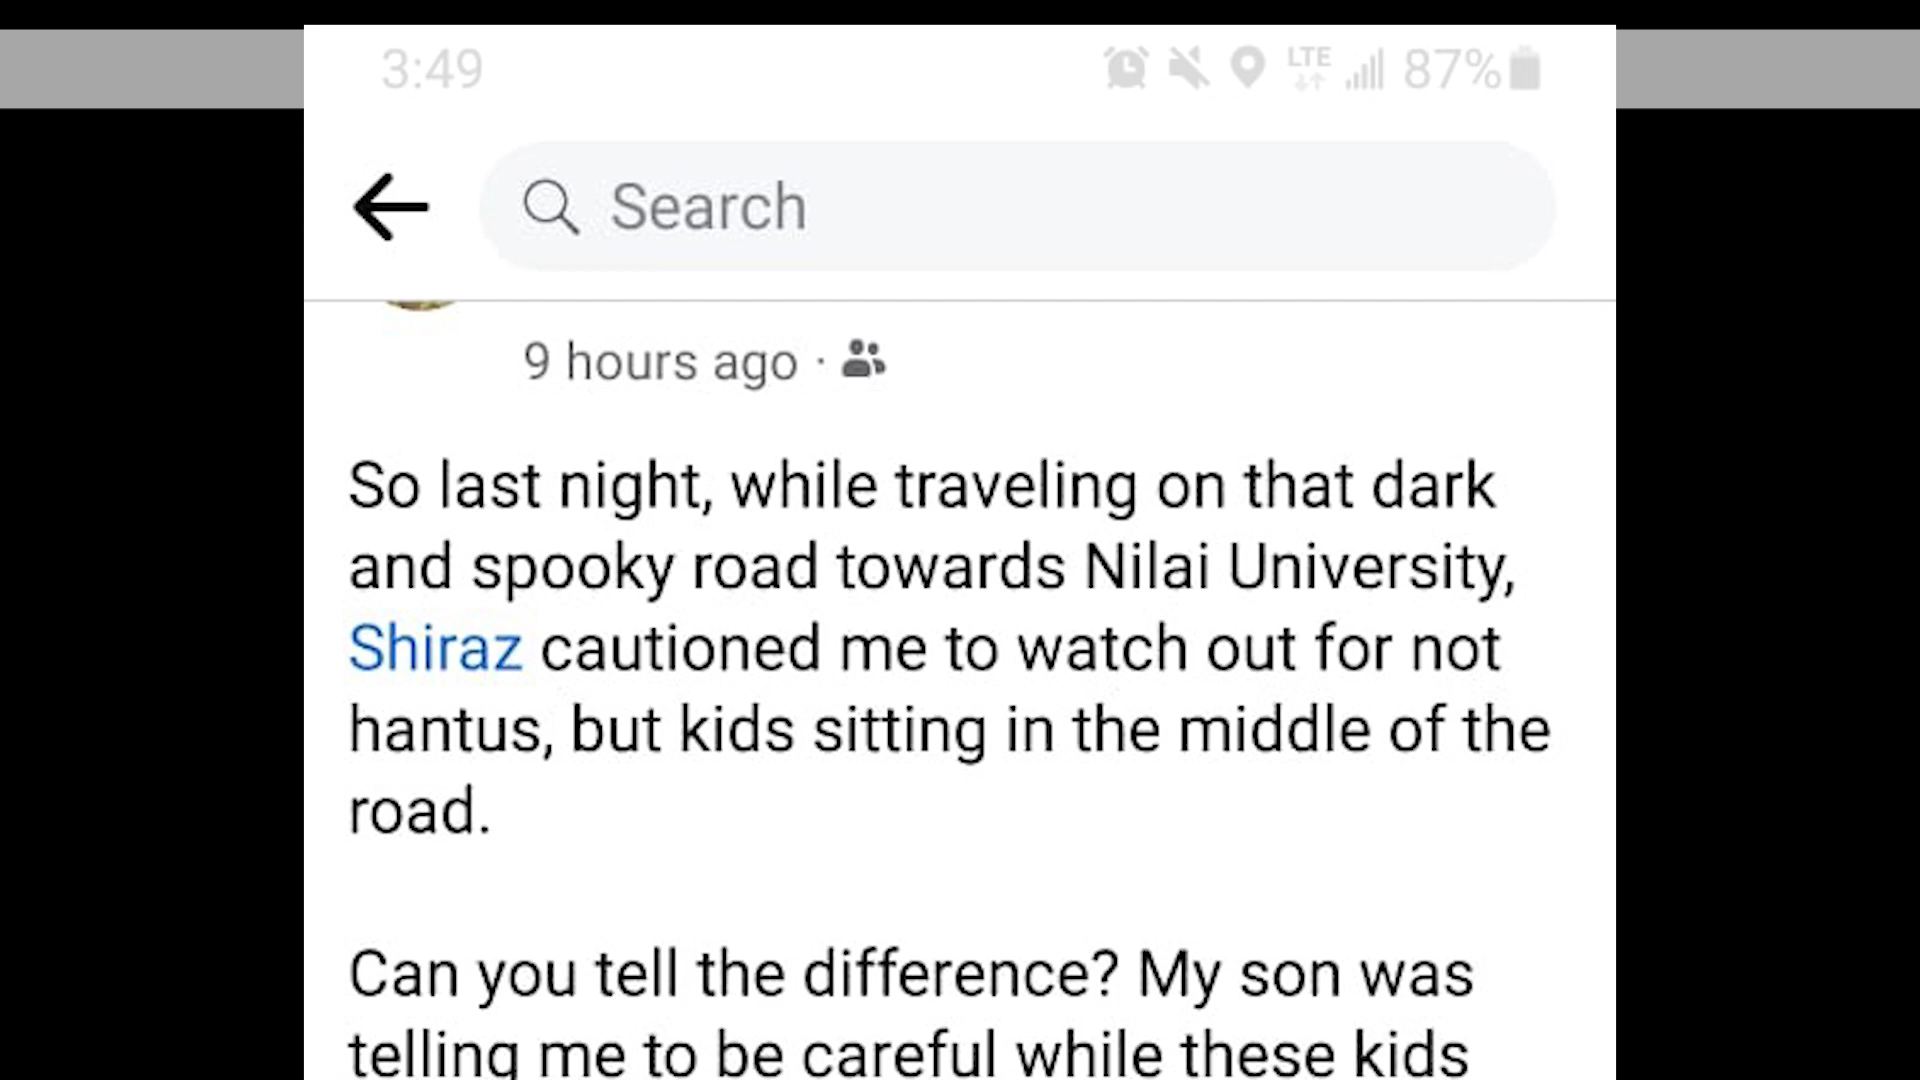 3:49 LTE 87%
Search
9 hours ago ·
So last night, while traveling on that dark
and spooky road towards Nilai University,
Shiraz cautioned me to watch out for not
hantus, but kids sitting in the middle of the
road.
Can you tell the difference? My son was
telling me to be careful while these kids